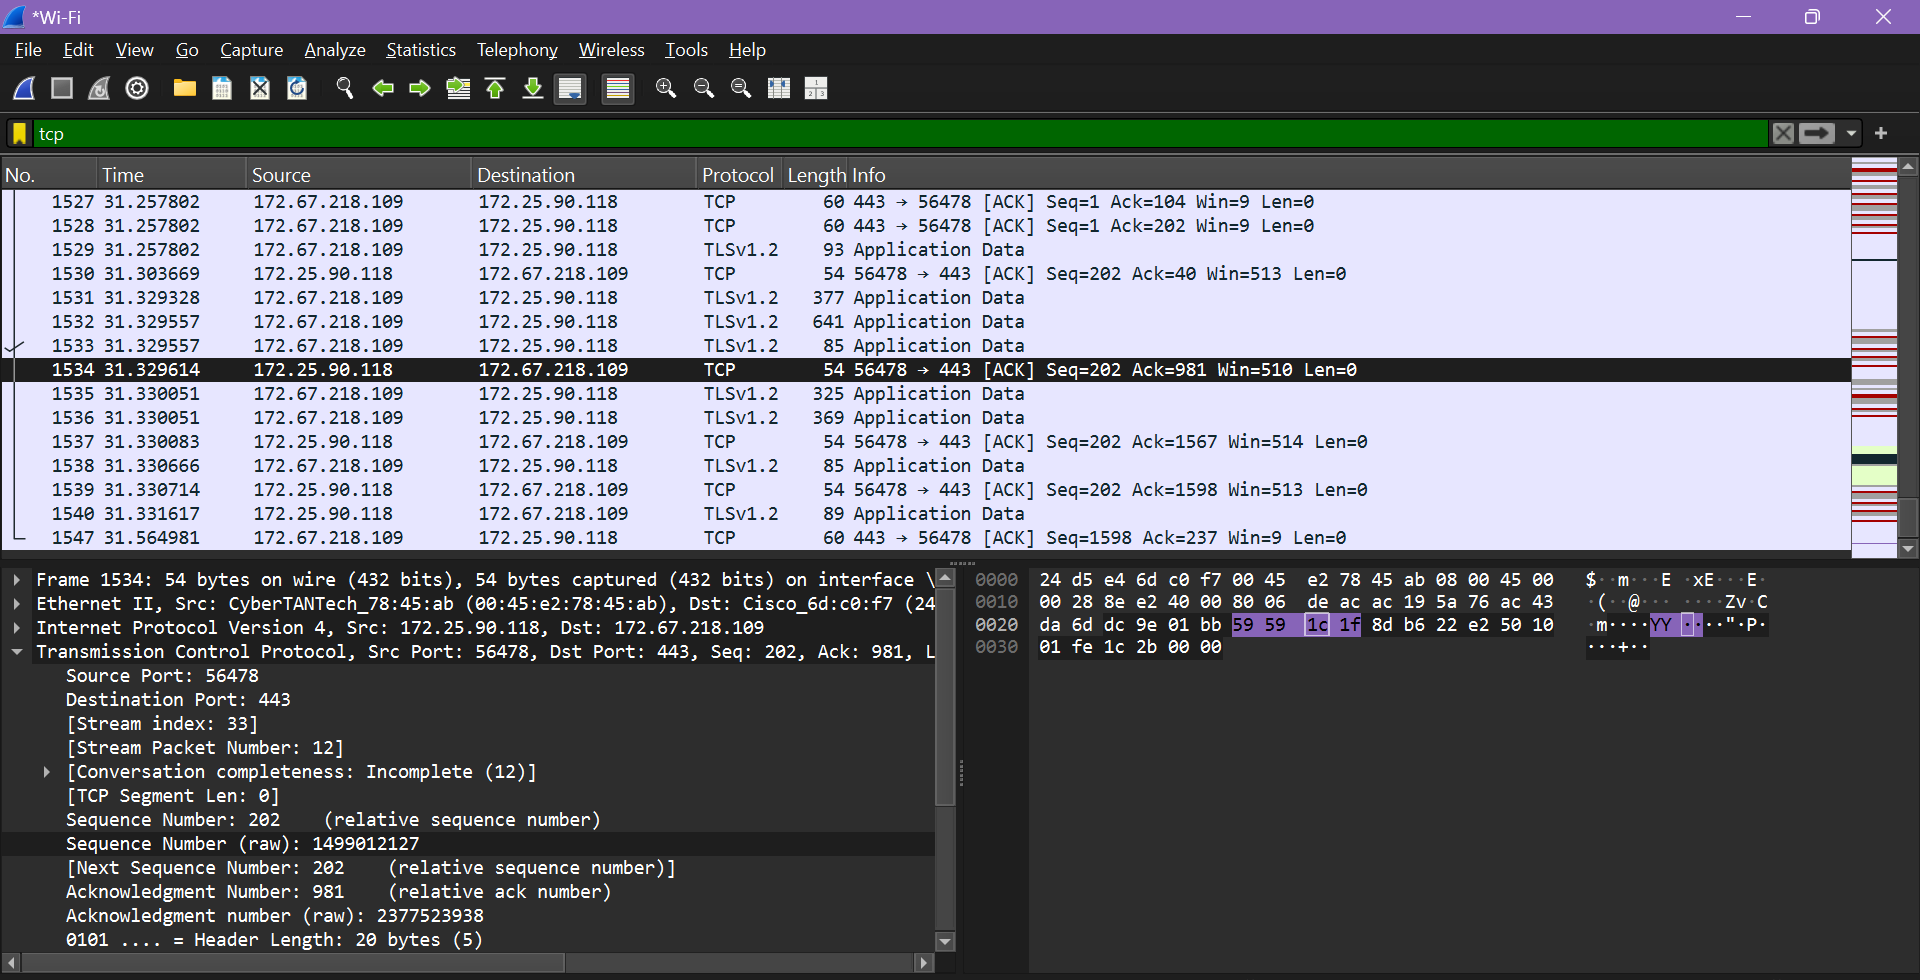 *Wi-Fi
File Edit View Go Capture Analyze Statistics Telephony Wireless Tools Help
tcp
No. Time Source Destination Protocol Length Info
1527 31.257802 172.67.218.109 172.25.90.118 TCP 60 443 → 56478 [ACK] Seq=1 Ack=104 Win=9 Len=0
1528 31.257802 172.67.218.109 172.25.90.118 TCP 60 443 → 56478 [ACK] Seq=1 Ack=202 Win=9 Len=0
1529 31.257802 172.67.218.109 172.25.90.118 TLSv1.2 93 Application Data
1530 31.303669 172.25.90.118 172.67.218.109 TCP 54 56478 → 443 [ACK] Seq=202 Ack=40 Win=513 Len=0
1531 31.329328 172.67.218.109 172.25.90.118 TLSv1.2 377 Application Data
1532 31.329557 172.67.218.109 172.25.90.118 TLSv1.2 641 Application Data
1533 31.329557 172.67.218.109 172.25.90.118 TLSv1.2 85 Application Data
1534 31.329614 172.25.90.118 172.67.218.109 TCP 54 56478 → 443 [ACK] Seq=202 Ack=981 Win=510 Len=0
1535 31.330051 172.67.218.109 172.25.90.118 TLSv1.2 325 Application Data
1536 31.330051 172.67.218.109 172.25.90.118 TLSv1.2 369 Application Data
1537 31.330083 172.25.90.118 172.67.218.109 TCP 54 56478 → 443 [ACK] Seq=202 Ack=1567 Win=514 Len=0
1538 31.330666 172.67.218.109 172.25.90.118 TLSv1.2 85 Application Data
1539 31.330714 172.25.90.118 172.67.218.109 TCP 54 56478 → 443 [ACK] Seq=202 Ack=1598 Win=513 Len=0
1540 31.331617 172.25.90.118 172.67.218.109 TLSv1.2 89 Application Data
1547 31.564981 172.67.218.109 172.25.90.118 TCP 60 443 → 56478 [ACK] Seq=1598 Ack=237 Win=9 Len=0
Frame 1534: 54 bytes on wire (432 bits), 54 bytes captured (432 bits) on interface \
Ethernet II, Src: CyberTANTech_78:45:ab (00:45:e2:78:45:ab), Dst: Cisco_6d:c0:f7 (24
Internet Protocol Version 4, Src: 172.25.90.118, Dst: 172.67.218.109
Transmission Control Protocol, Src Port: 56478, Dst Port: 443, Seq: 202, Ack: 981, L
Source Port: 56478
Destination Port: 443
[Stream index: 33]
[Stream Packet Number: 12]
[Conversation completeness: Incomplete (12)]
[TCP Segment Len: 0]
Sequence Number: 202 (relative sequence number)
Sequence Number (raw): 1499012127
[Next Sequence Number: 202 (relative sequence number)]
Acknowledgment Number: 981 (relative ack number)
Acknowledgment number (raw): 2377523938
0101 .... = Header Length: 20 bytes (5)
0000 24 d5 e4 6d c0 f7 00 45 e2 78 45 ab 08 00 45 00 $··m···E ·xE···E·
0010 00 28 8e e2 40 00 80 06 de ac ac 19 5a 76 ac 43 ·(··@··· ····Zv·C
0020 da 6d dc 9e 01 bb 59 59 1c 1f 8d b6 22 e2 50 10 ·m····YY ····"·P·
0030 01 fe 1c 2b 00 00 ···+··